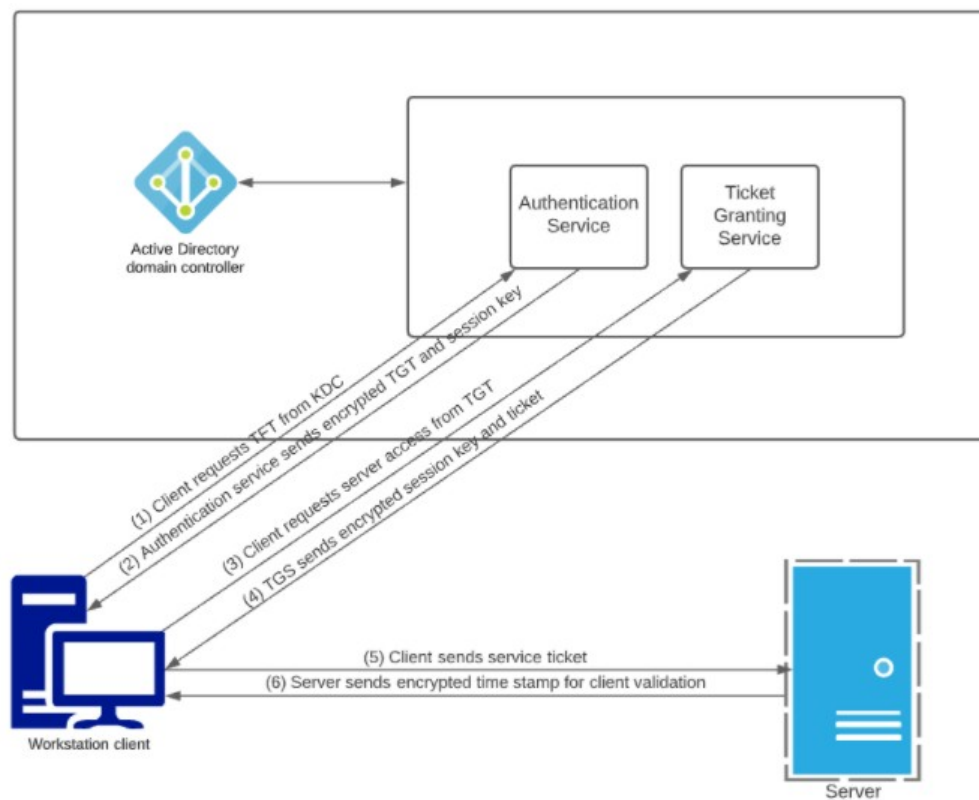 Authentication
Service
Ticket
Granting
Service
Active Directory
domain controller
(1) Client requests TFT from KDC
(2) Authentication service sends encrypted TGT and session key
(3) Client requests server access from TGT
(4) TGS sends encrypted session key and ticket
(5) Client sends service ticket
(6) Server sends encrypted time stamp for client validation
Workstation client
Server